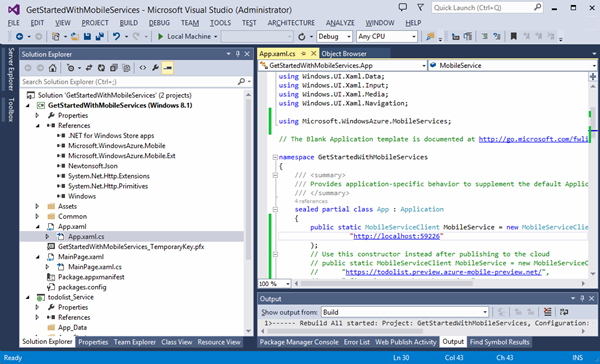 GetStartedWithMobileServices - Microsoft Visual Studio (Administrator)
Quick Launch (Ctrl+Q)
FILE EDIT VIEW PROJECT BUILD DEBUG TEAM TOOLS TEST ARCHITECTURE ANALYZE WINDOW HELP
Local Machine Debug Any CPU
Server Explorer
Toolbox
Solution Explorer
Search Solution Explorer (Ctrl+;)
Solution 'GetStartedWithMobileServices' (2 projects)
GetStartedWithMobileServices (Windows 8.1)
Properties
References
.NET for Windows Store apps
Microsoft.WindowsAzure.Mobile
Microsoft.WindowsAzure.Mobile.Ext
Newtonsoft.Json
System.Net.Http.Extensions
System.Net.Http.Primitives
Windows
Assets
Common
App.xaml
App.xaml.cs
GetStartedWithMobileServices_TemporaryKey.pfx
MainPage.xaml
MainPage.xaml.cs
Package.appxmanifest
packages.config
todolist_Service
Properties
References
App_Data
Solution Explorer Properties Team Explorer Class View Resource View
App.xaml.cs Object Browser
GetStartedWithMobileServices.App MobileService
using Windows.UI.Xaml.Data;
using Windows.UI.Xaml.Input;
using Windows.UI.Xaml.Media;
using Windows.UI.Xaml.Navigation;
using Microsoft.WindowsAzure.MobileServices;
// The Blank Application template is documented at http://go.microsoft.com/fwli
namespace GetStartedWithMobileServices
{
/// <summary>
/// Provides application-specific behavior to supplement the default Applic
/// </summary>
4 references
sealed partial class App : Application
{
public static MobileServiceClient MobileService = new MobileServiceClie
"http://localhost:59226"
);
// Use this constructor instead after publishing to the cloud
// public static MobileServiceClient MobileService = new MobileServiceC
// "https://todolist.preview.azure-mobile-preview.net/",
100 %
Output
Show output from: Build
1>------ Rebuild All started: Project: GetStartedWithMobileServices, Configuration:
Package Manager Console Error List Web Publish Activity Output Find Symbol Results
Ready Ln 30 Col 43 Ch 43 INS